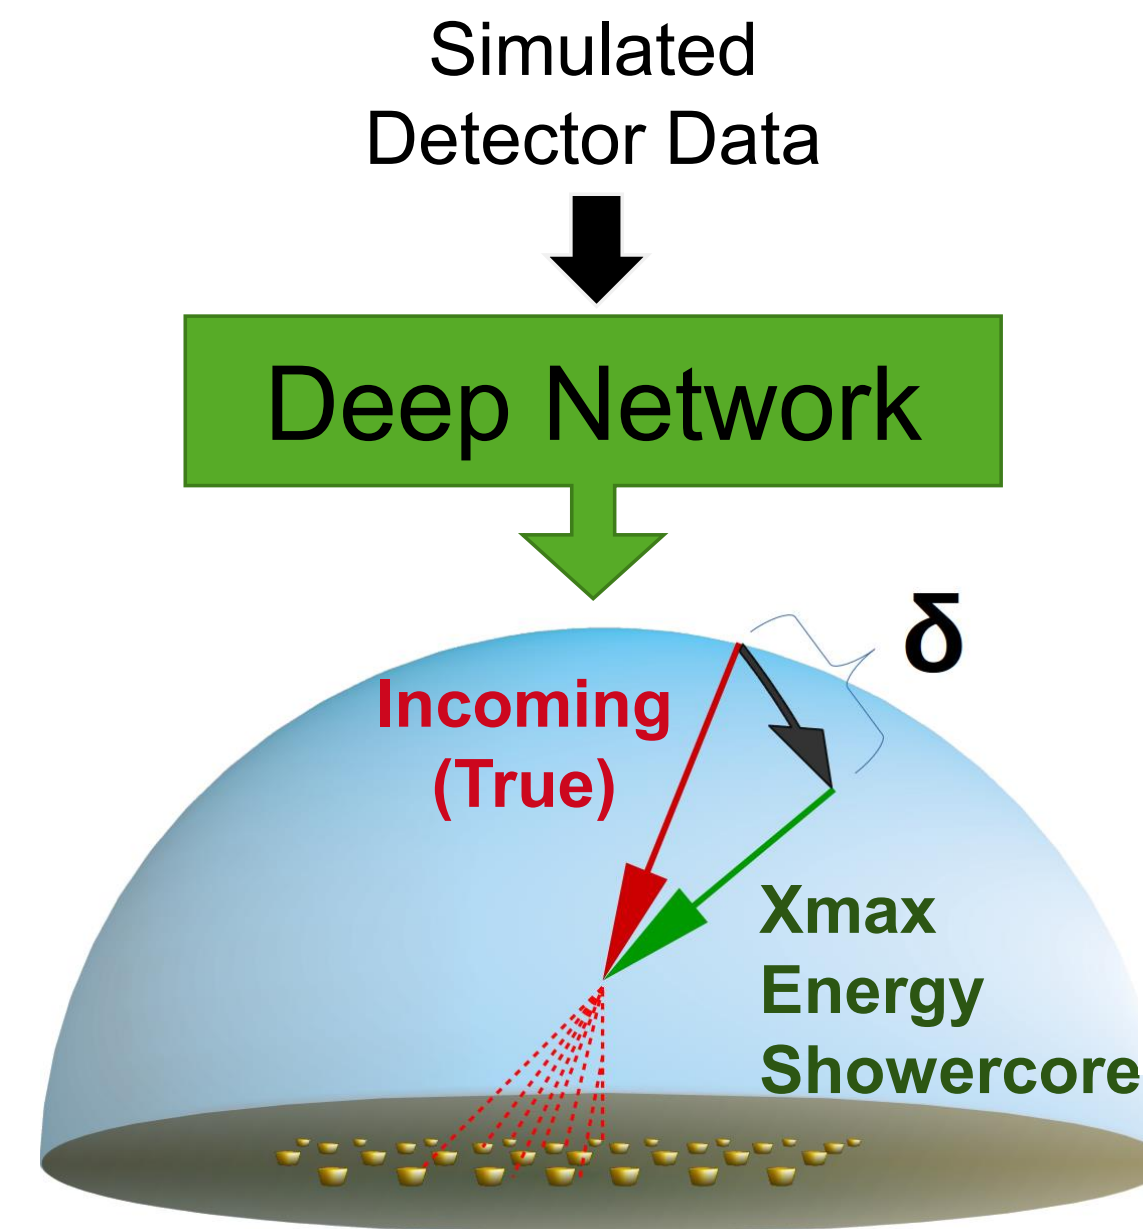 Simulated
Detector Data
Deep Network
δ
Incoming
(True)
Xmax
Energy
Showercore